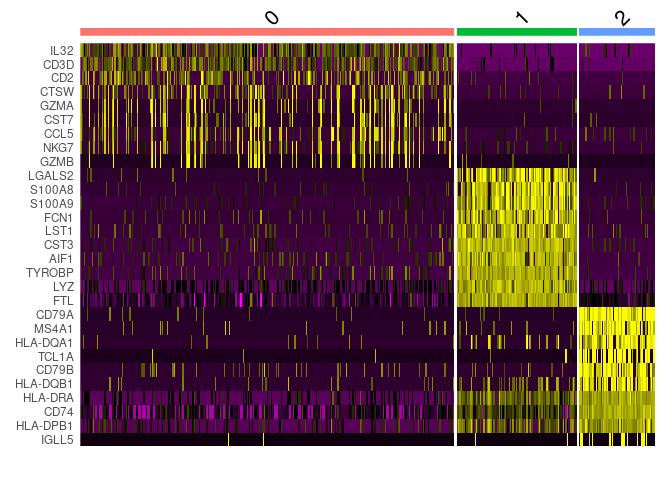 0
1
2
IL32
CD3D
CD2
CTSW
GZMA
CST7
CCL5
NKG7
GZMB
LGALS2
S100A8
S100A9
FCN1
LST1
CST3
AIF1
TYROBP
LYZ
FTL
CD79A
MS4A1
HLA-DQA1
TCL1A
CD79B
HLA-DQB1
HLA-DRA
CD74
HLA-DPB1
IGLL5